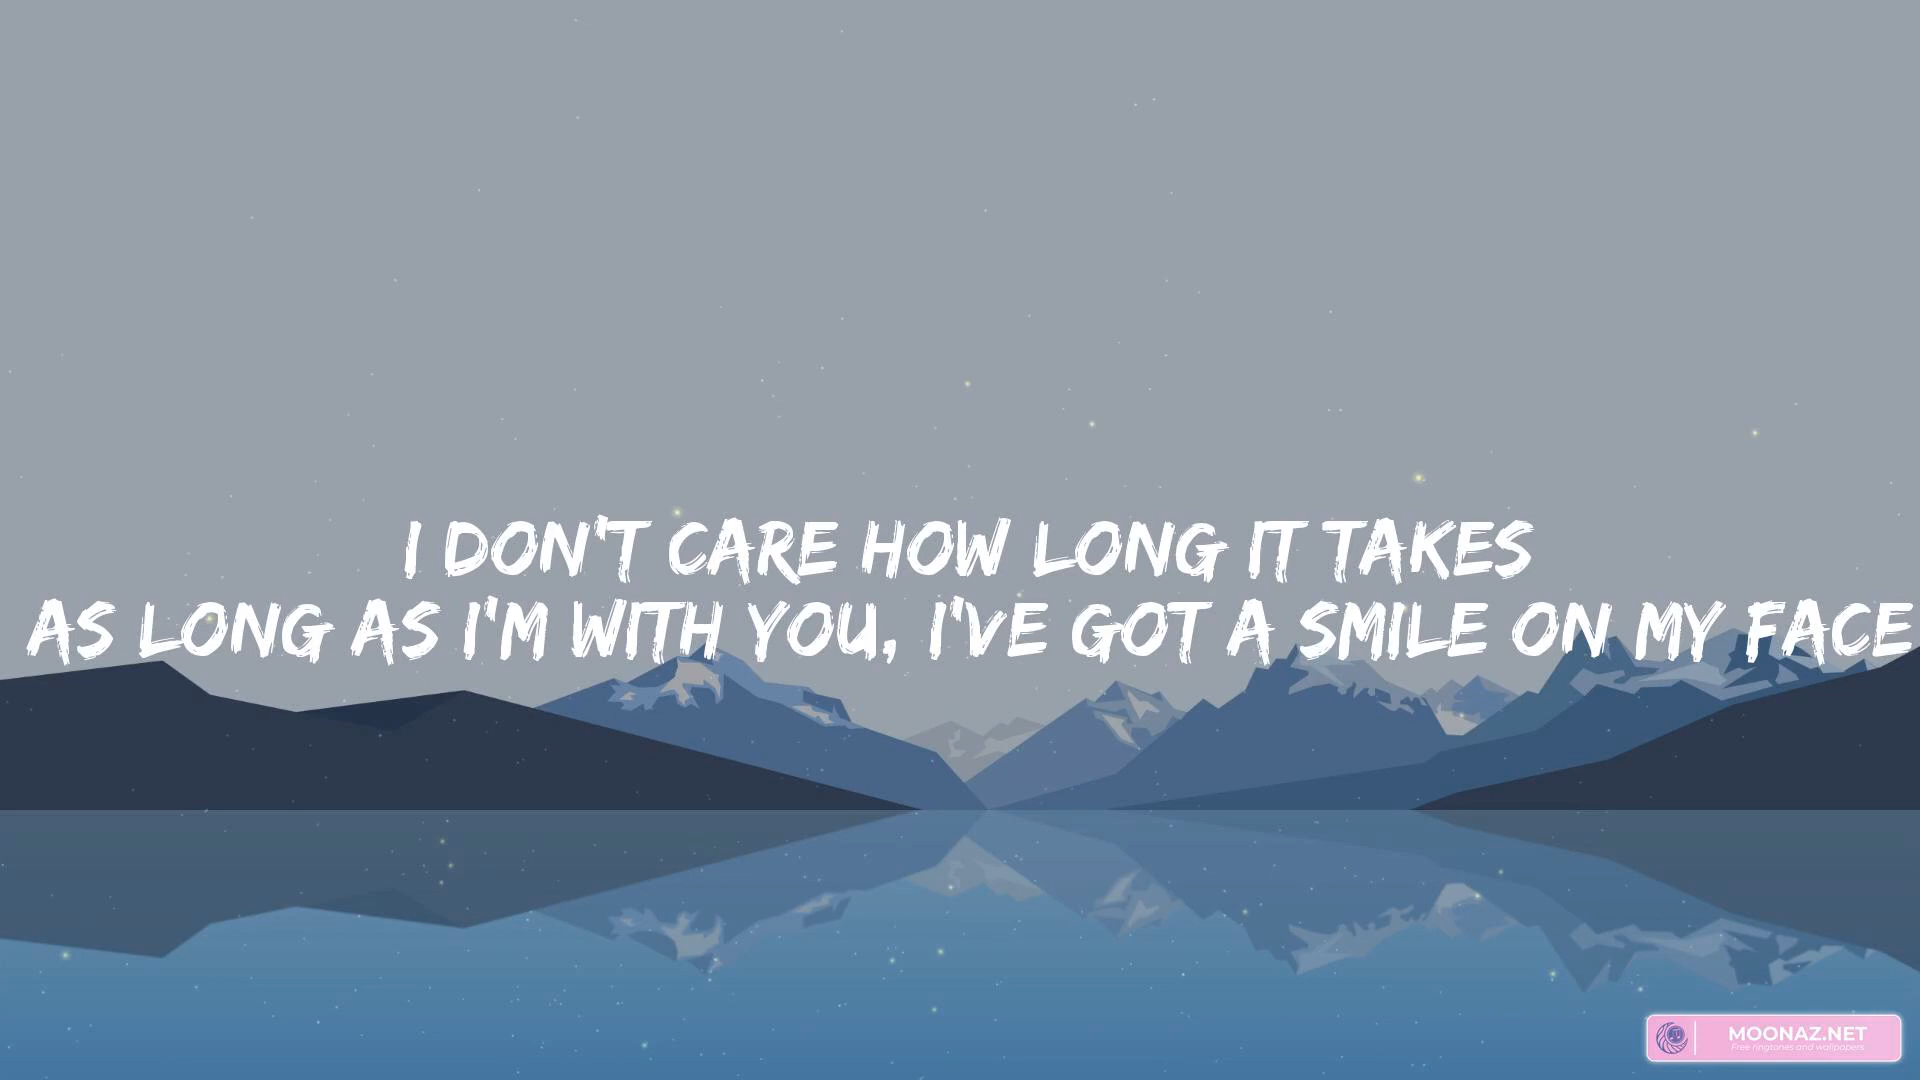 I DON'T CARE HOW LONG IT TAKES
AS LONG AS I'M WITH YOU, I'VE GOT A SMILE ON MY FACE
MOONAZ.NET
Free ringtones and wallpapers